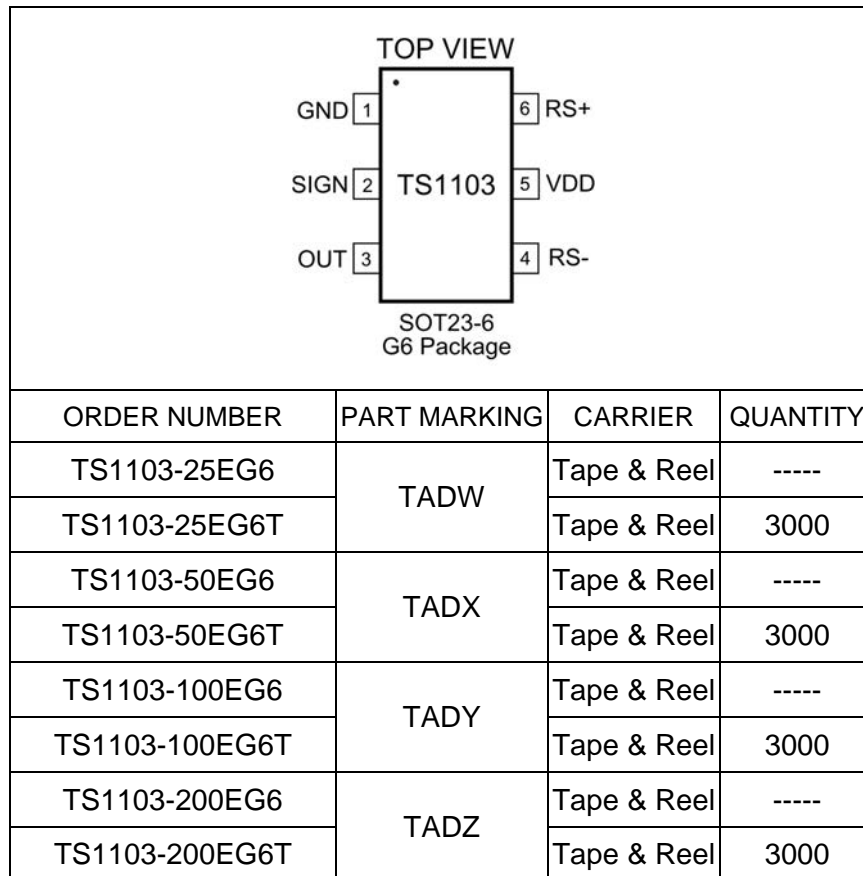 TOP VIEW
GND 1 6 RS+
SIGN 2 TS1103 5 VDD
OUT 3 4 RS-
SOT23-6
G6 Package
ORDER NUMBER PART MARKING CARRIER QUANTITY
TS1103-25EG6 TADW Tape & Reel -----
TS1103-25EG6T Tape & Reel 3000
TS1103-50EG6 TADX Tape & Reel -----
TS1103-50EG6T Tape & Reel 3000
TS1103-100EG6 TADY Tape & Reel -----
TS1103-100EG6T Tape & Reel 3000
TS1103-200EG6 TADZ Tape & Reel -----
TS1103-200EG6T Tape & Reel 3000